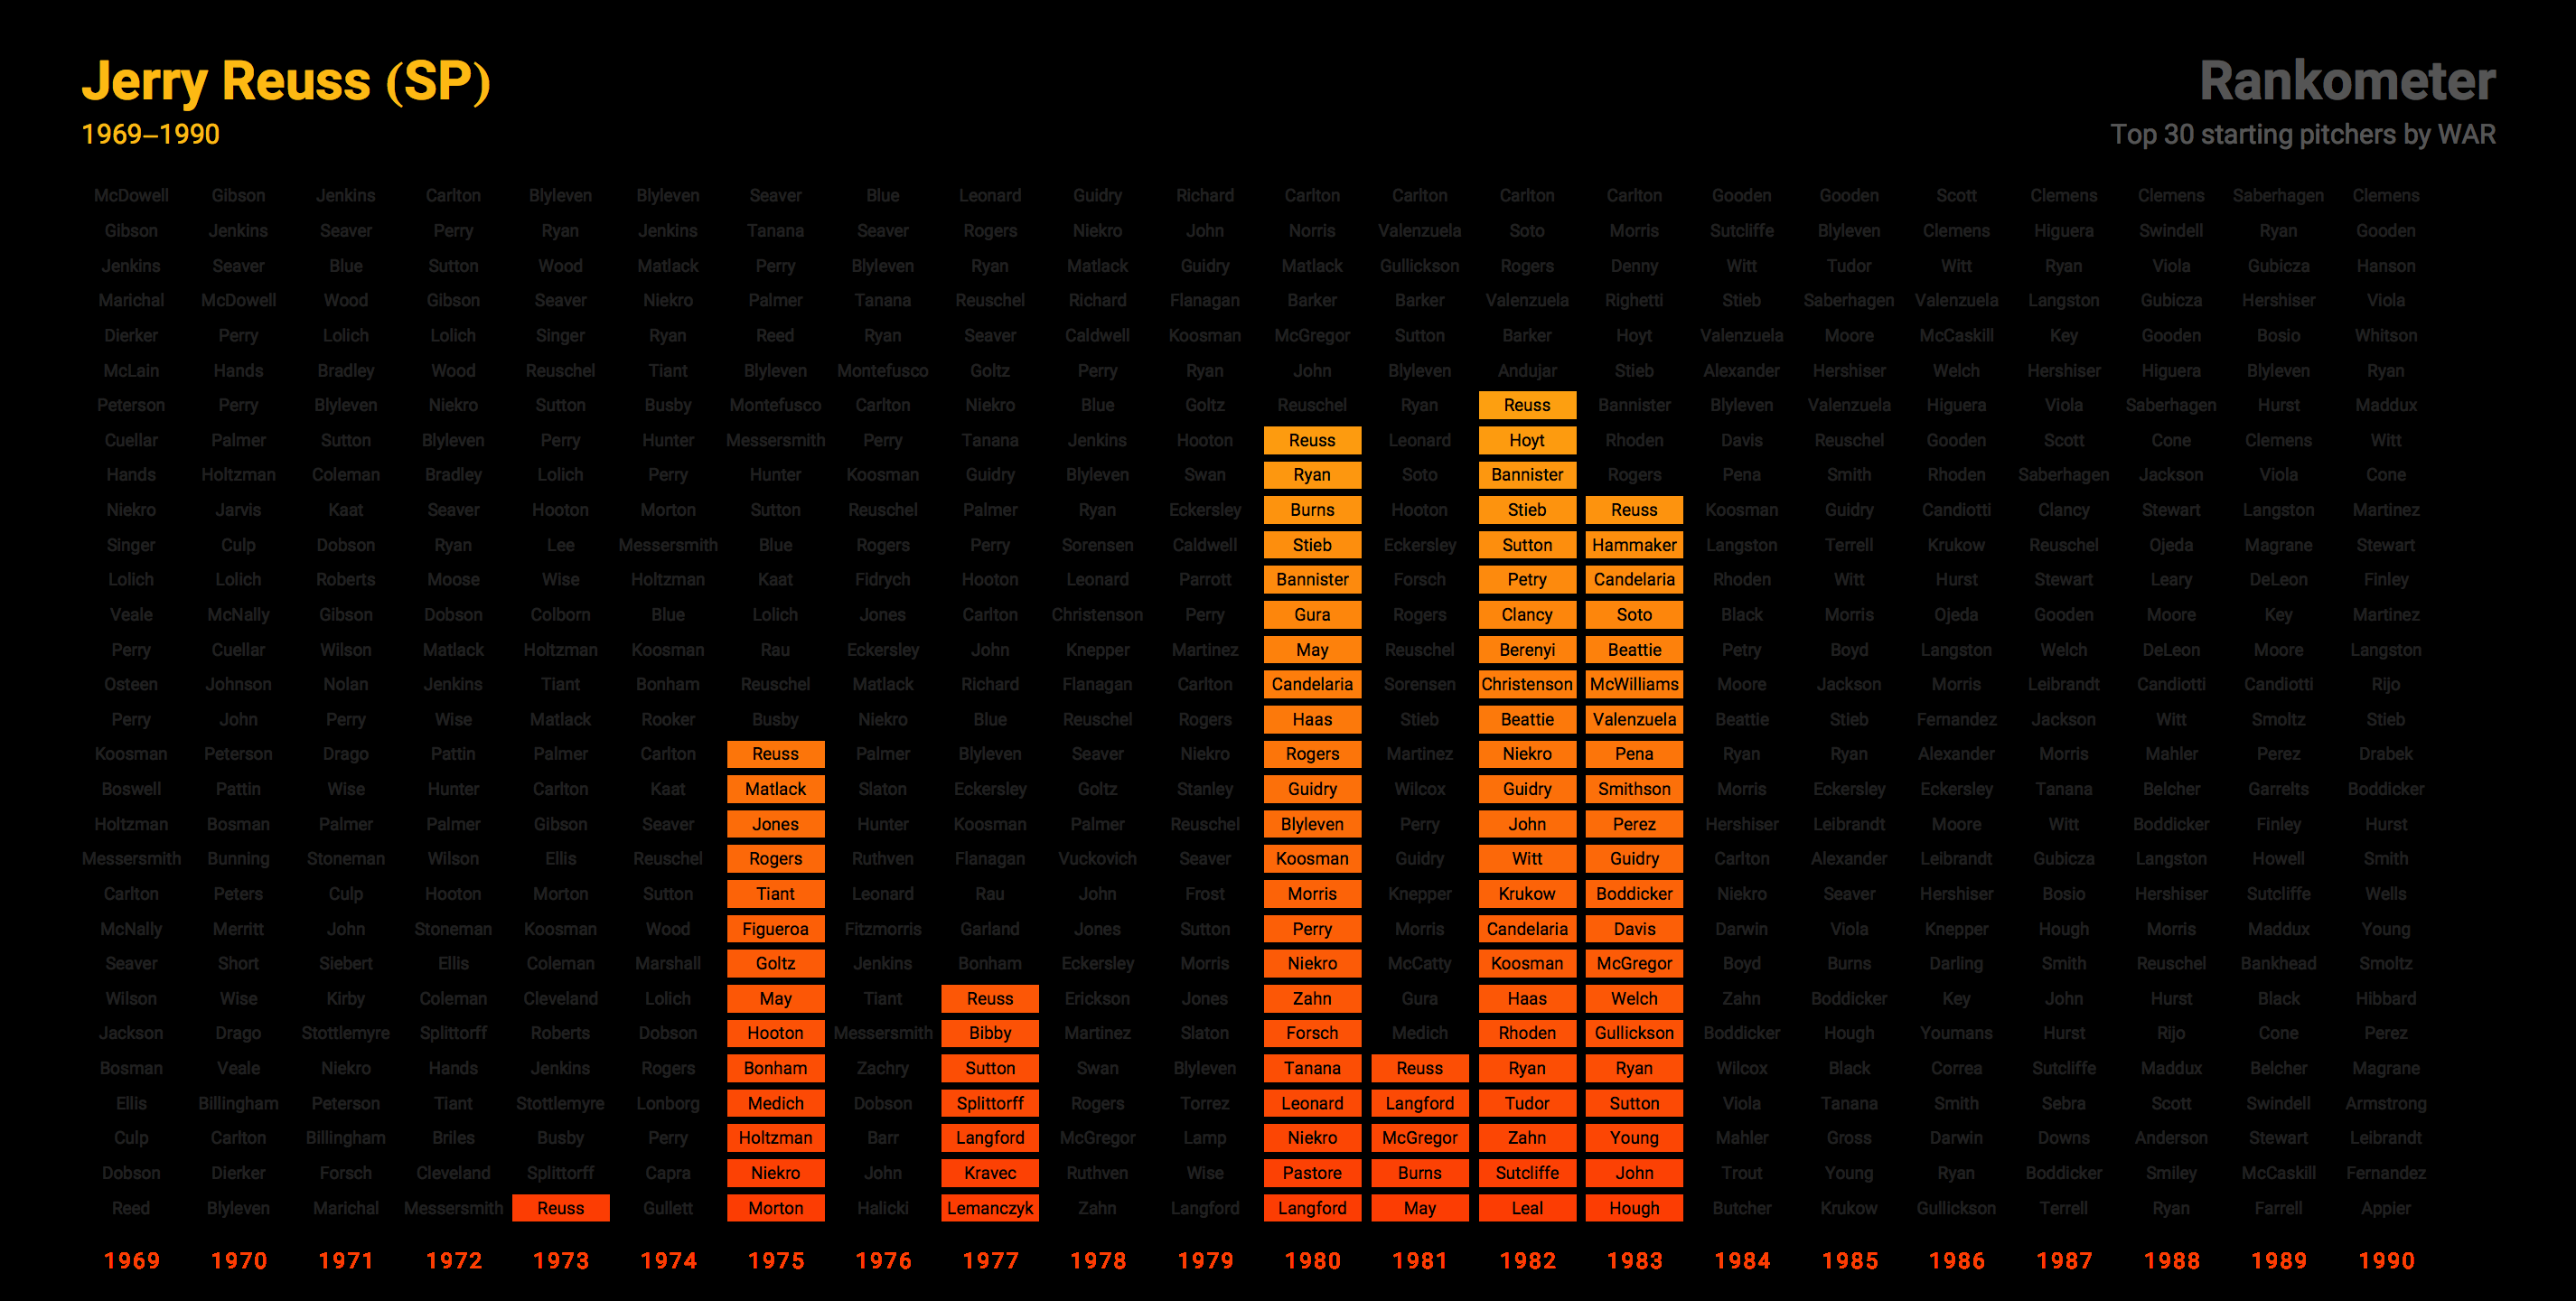 Jerry Reuss (SP)
1969–1990
Rankometer
Top 30 starting pitchers by WAR
McDowell Gibson Jenkins Carlton Blyleven Blyleven Seaver Blue Leonard Guidry Richard Carlton Carlton Carlton Carlton Gooden Gooden Scott Clemens Clemens Saberhagen Clemens
Gibson Jenkins Seaver Perry Ryan Jenkins Tanana Seaver Rogers Niekro John Norris Valenzuela Soto Morris Sutcliffe Blyleven Clemens Higuera Swindell Ryan Gooden
Jenkins Seaver Blue Sutton Wood Matlack Perry Blyleven Ryan Matlack Guidry Matlack Gullickson Rogers Denny Witt Tudor Witt Ryan Viola Gubicza Hanson
Marichal McDowell Wood Gibson Seaver Niekro Palmer Tanana Reuschel Richard Flanagan Barker Barker Valenzuela Righetti Stieb Saberhagen Valenzuela Langston Gubicza Hershiser Viola
Dierker Perry Lolich Lolich Singer Ryan Reed Ryan Seaver Caldwell Koosman McGregor Sutton Barker Hoyt Valenzuela Moore McCaskill Key Gooden Bosio Whitson
McLain Hands Bradley Wood Reuschel Tiant Blyleven Montefusco Goltz Perry Ryan John Blyleven Andujar Stieb Alexander Hershiser Welch Hershiser Higuera Blyleven Ryan
Peterson Perry Blyleven Niekro Sutton Busby Montefusco Carlton Niekro Blue Goltz Reuschel Ryan Reuss Bannister Blyleven Valenzuela Higuera Viola Saberhagen Hurst Maddux
Cuellar Palmer Sutton Blyleven Perry Hunter Messersmith Perry Tanana Jenkins Hooton Reuss Leonard Hoyt Rhoden Davis Reuschel Gooden Scott Cone Clemens Witt
Hands Holtzman Coleman Bradley Lolich Perry Hunter Koosman Guidry Blyleven Swan Ryan Soto Bannister Rogers Pena Smith Rhoden Saberhagen Jackson Viola Cone
Niekro Jarvis Kaat Seaver Hooton Morton Sutton Reuschel Palmer Ryan Eckersley Burns Hooton Stieb Reuss Koosman Guidry Candiotti Clancy Stewart Langston Martinez
Singer Culp Dobson Ryan Lee Messersmith Blue Rogers Perry Sorensen Caldwell Stieb Eckersley Sutton Hammaker Langston Terrell Krukow Reuschel Ojeda Magrane Stewart
Lolich Lolich Roberts Moose Wise Holtzman Kaat Fidrych Hooton Leonard Parrott Bannister Forsch Petry Candelaria Rhoden Witt Hurst Stewart Leary DeLeon Finley
Veale McNally Gibson Dobson Colborn Blue Lolich Jones Carlton Christenson Perry Gura Rogers Clancy Soto Black Morris Ojeda Gooden Moore Key Martinez
Perry Cuellar Wilson Matlack Holtzman Koosman Rau Eckersley John Knepper Martinez May Reuschel Berenyi Beattie Petry Boyd Langston Welch DeLeon Moore Langston
Osteen Johnson Nolan Jenkins Tiant Bonham Reuschel Matlack Richard Flanagan Carlton Candelaria Sorensen Christenson McWilliams Moore Jackson Morris Leibrandt Candiotti Candiotti Rijo
Perry John Perry Wise Matlack Rooker Busby Niekro Blue Reuschel Rogers Haas Stieb Beattie Valenzuela Beattie Stieb Fernandez Jackson Witt Smoltz Stieb
Koosman Peterson Drago Pattin Palmer Carlton Reuss Palmer Blyleven Seaver Niekro Rogers Martinez Niekro Pena Ryan Ryan Alexander Morris Mahler Perez Drabek
Boswell Pattin Wise Hunter Carlton Kaat Matlack Slaton Eckersley Goltz Stanley Guidry Wilcox Guidry Smithson Morris Eckersley Eckersley Tanana Belcher Garrelts Boddicker
Holtzman Bosman Palmer Palmer Gibson Seaver Jones Hunter Koosman Palmer Reuschel Blyleven Perry John Perez Hershiser Leibrandt Moore Witt Boddicker Finley Hurst
Messersmith Bunning Stoneman Wilson Ellis Reuschel Rogers Ruthven Flanagan Vuckovich Seaver Koosman Guidry Witt Guidry Carlton Alexander Leibrandt Gubicza Langston Howell Smith
Carlton Peters Culp Hooton Morton Sutton Tiant Leonard Rau John Frost Morris Knepper Krukow Boddicker Niekro Seaver Hershiser Bosio Hershiser Sutcliffe Wells
McNally Merritt John Stoneman Koosman Wood Figueroa Fitzmorris Garland Jones Sutton Perry Morris Candelaria Davis Darwin Viola Knepper Hough Morris Maddux Young
Seaver Short Siebert Ellis Coleman Marshall Goltz Jenkins Bonham Eckersley Morris Niekro McCatty Koosman McGregor Boyd Burns Darling Smith Reuschel Bankhead Smoltz
Wilson Wise Kirby Coleman Cleveland Lolich May Tiant Reuss Erickson Jones Zahn Gura Haas Welch Zahn Boddicker Key John Hurst Black Hibbard
Jackson Drago Stottlemyre Splittorff Roberts Dobson Hooton Messersmith Bibby Martinez Slaton Forsch Medich Rhoden Gullickson Boddicker Hough Youmans Hurst Rijo Cone Perez
Bosman Veale Niekro Hands Jenkins Rogers Bonham Zachry Sutton Swan Blyleven Tanana Reuss Ryan Ryan Wilcox Black Correa Sutcliffe Maddux Belcher Magrane
Ellis Billingham Peterson Tiant Stottlemyre Lonborg Medich Dobson Splittorff Rogers Torrez Leonard Langford Tudor Sutton Viola Tanana Smith Sebra Scott Swindell Armstrong
Culp Carlton Billingham Briles Busby Perry Holtzman Barr Langford McGregor Lamp Niekro McGregor Zahn Young Mahler Gross Darwin Downs Anderson Stewart Leibrandt
Dobson Dierker Forsch Cleveland Splittorff Capra Niekro John Kravec Ruthven Wise Pastore Burns Sutcliffe John Trout Young Ryan Boddicker Smiley McCaskill Fernandez
Reed Blyleven Marichal Messersmith Reuss Gullett Morton Halicki Lemanczyk Zahn Langford Langford May Leal Hough Butcher Krukow Gullickson Terrell Ryan Farrell Appier
1969 1970 1971 1972 1973 1974 1975 1976 1977 1978 1979 1980 1981 1982 1983 1984 1985 1986 1987 1988 1989 1990